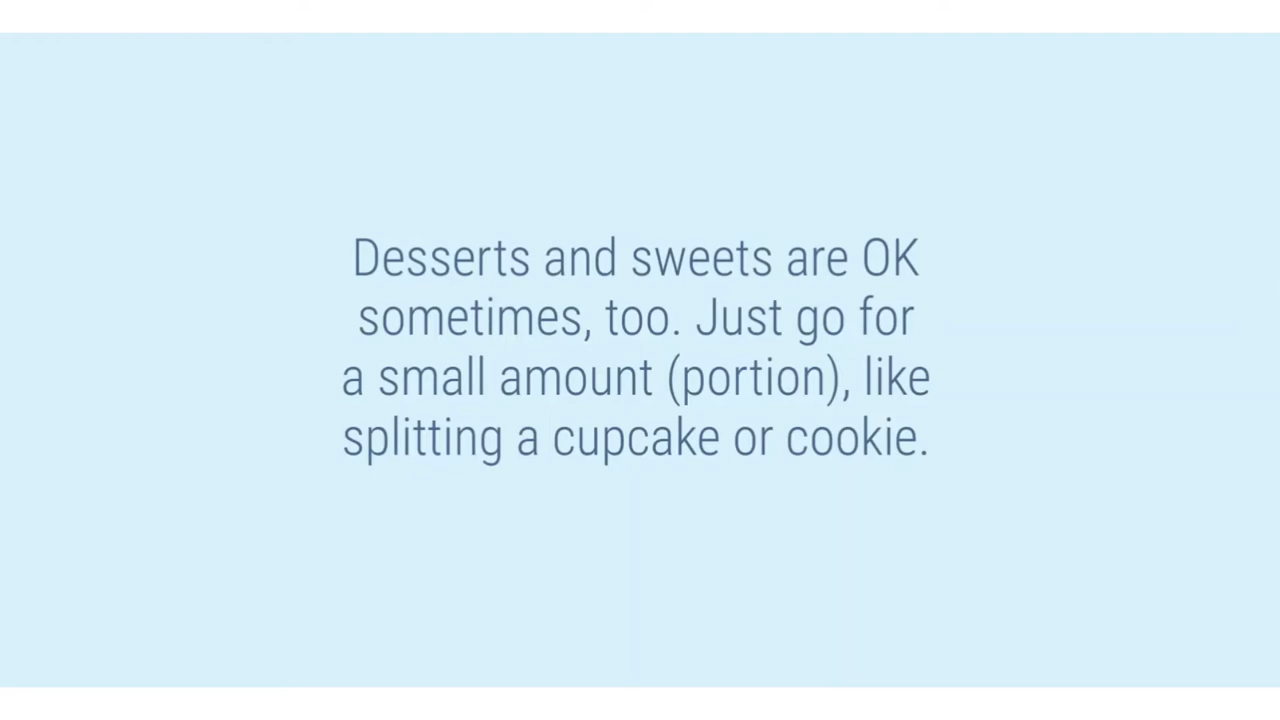 Desserts and sweets are OK
sometimes, too. Just go for
a small amount (portion), like
splitting a cupcake or cookie.